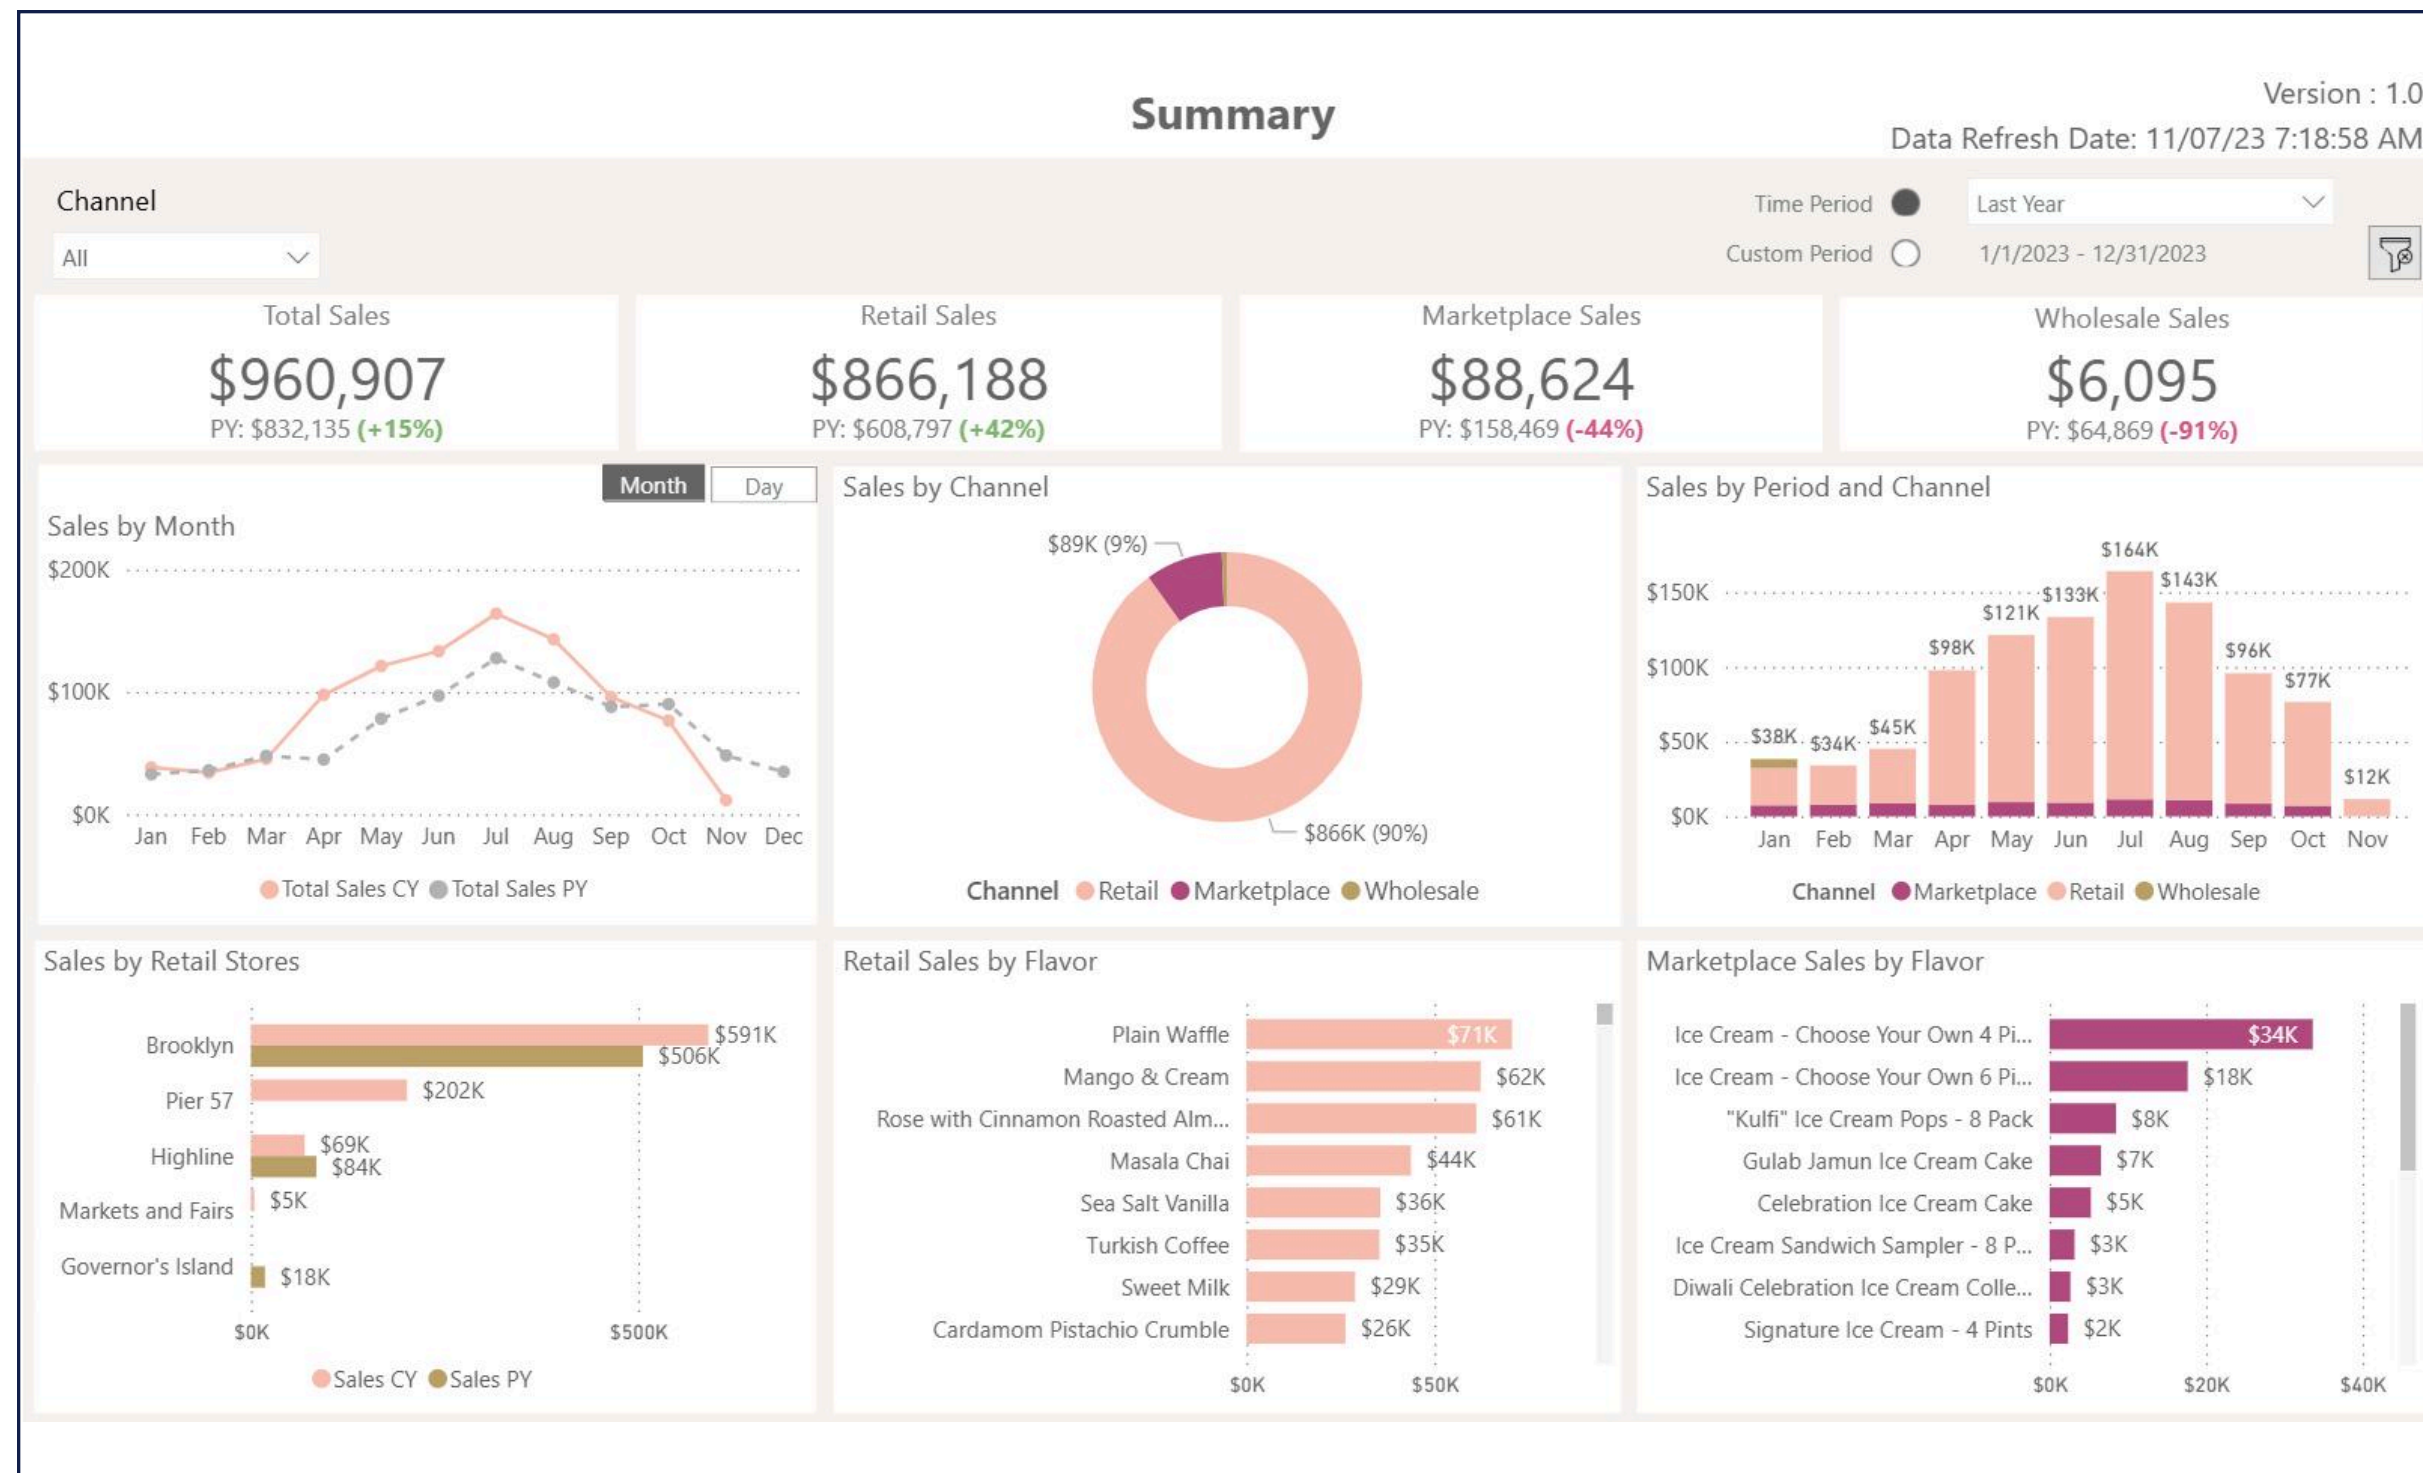 Summary
Version : 1.0
Data Refresh Date: 11/07/23 7:18:58 AM
Channel
All
Time Period
Last Year
Custom Period
1/1/2023 - 12/31/2023
Total Sales
$960,907
PY: $832,135 (+15%)
Retail Sales
$866,188
PY: $608,797 (+42%)
Marketplace Sales
$88,624
PY: $158,469 (-44%)
Wholesale Sales
$6,095
PY: $64,869 (-91%)
Month Day
Sales by Month
$200K
$100K
$0K
Jan Feb Mar Apr May Jun Jul Aug Sep Oct Nov Dec
Total Sales CY Total Sales PY
Sales by Channel
$89K (9%)
$866K (90%)
Channel Retail Marketplace Wholesale
Sales by Period and Channel
$150K
$100K
$50K
$0K
$38K $34K $45K $98K $121K $133K $164K $143K $96K $77K $12K
Jan Feb Mar Apr May Jun Jul Aug Sep Oct Nov
Channel Marketplace Retail Wholesale
Sales by Retail Stores
Brooklyn $591K
$506K
Pier 57 $202K
Highline $69K
$84K
Markets and Fairs $5K
Governor's Island $18K
$0K $500K
Sales CY Sales PY
Retail Sales by Flavor
Plain Waffle $71K
Mango & Cream $62K
Rose with Cinnamon Roasted Alm... $61K
Masala Chai $44K
Sea Salt Vanilla $36K
Turkish Coffee $35K
Sweet Milk $29K
Cardamom Pistachio Crumble $26K
$0K $50K
Marketplace Sales by Flavor
Ice Cream - Choose Your Own 4 Pi... $34K
Ice Cream - Choose Your Own 6 Pi... $18K
"Kulfi" Ice Cream Pops - 8 Pack $8K
Gulab Jamun Ice Cream Cake $7K
Celebration Ice Cream Cake $5K
Ice Cream Sandwich Sampler - 8 P... $3K
Diwali Celebration Ice Cream Colle... $3K
Signature Ice Cream - 4 Pints $2K
$0K $20K $40K